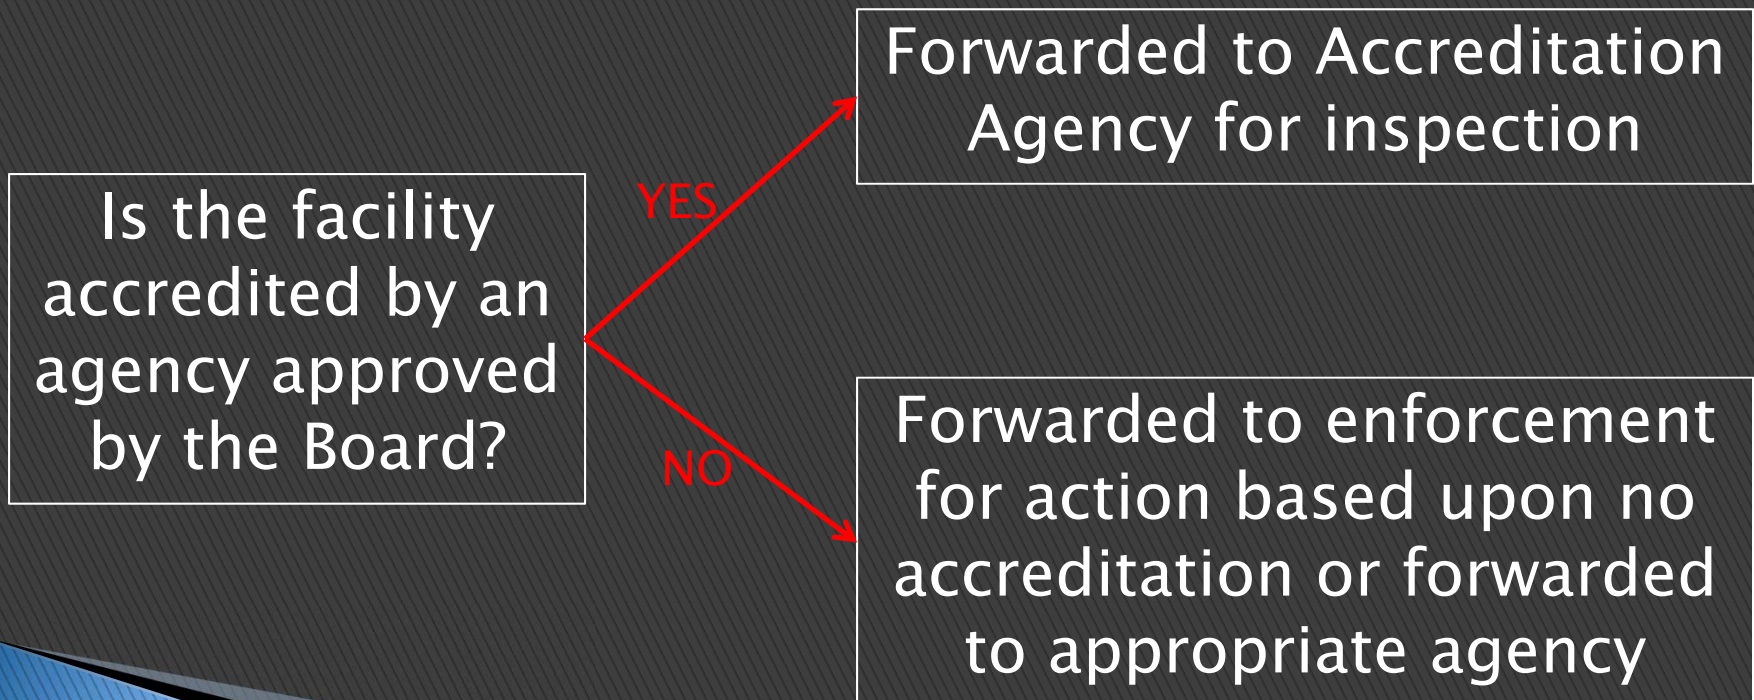 Is the facility
accredited by an
agency approved
by the Board?
YES
Forwarded to Accreditation
Agency for inspection
NO
Forwarded to enforcement
for action based upon no
accreditation or forwarded
to appropriate agency